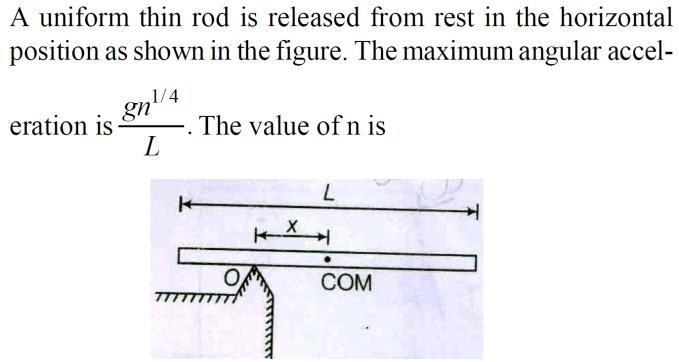 A uniform thin rod is released from rest in the horizontal
position as shown in the figure. The maximum angular accel-
eration is gn^{1/4}/L. The value of n is
L
x
O
COM